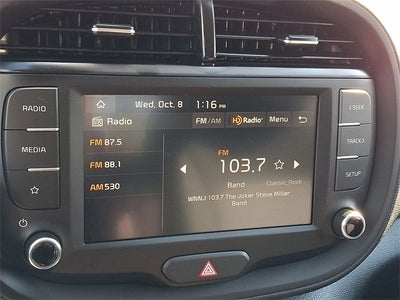 RADIO
MEDIA
Wed, Oct. 8 1:16 PM
Radio FM/AM HD Radio Menu
FM 87.5
FM 88.1
AM 530
FM
103.7
Band Classic_Rock
WNNJ 103.7 The Joker Steve Miller
Band
< SEEK
TRACK >
SETUP